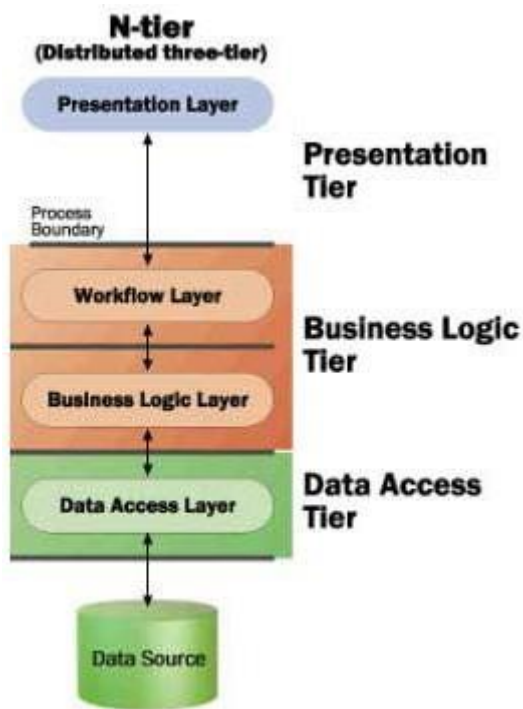 N-tier
(Distributed three-tier)
Presentation Layer
Presentation
Tier
Process
Boundary
Workflow Layer
Business Logic
Tier
Business Logic Layer
Data Access
Tier
Data Access Layer
Data Source